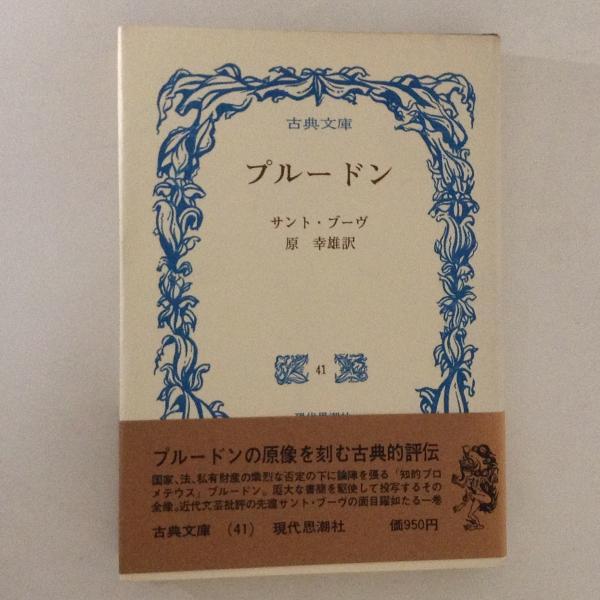 古典文庫
プルードン
サント・ブーヴ
原 幸雄訳
41
現代思潮社
プルードンの原像を刻む古典的評伝
国家、法、私有財産の熾烈な否定の下に論陣を張る「知的プロ
メテウス」プルードン。厖大な書簡を駆使して投写するその
全像。近代文芸批評の先達サント・ブーヴの面目躍如たる一巻
古典文庫 (41) 現代思潮社 価950円